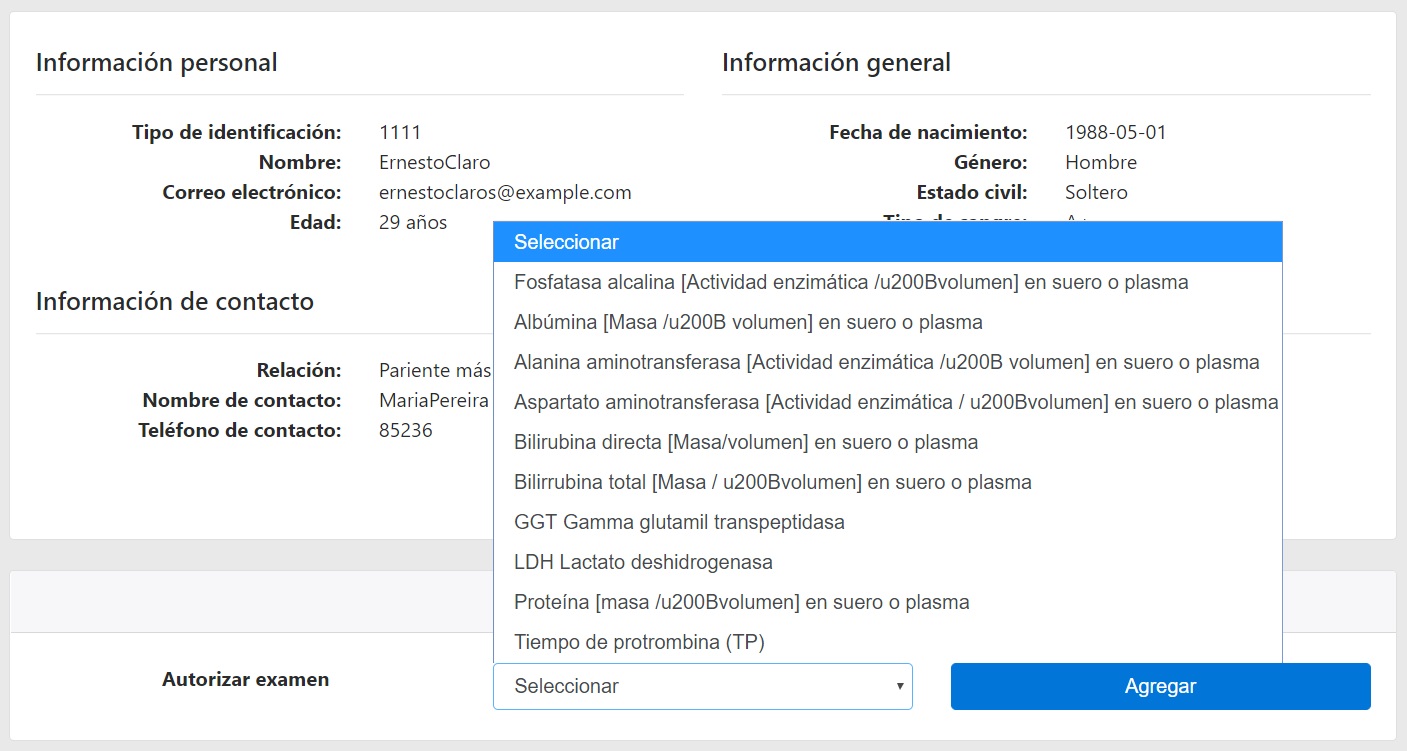 Información personal
Tipo de identificación: 1111
Nombre: ErnestoClaro
Correo electrónico: ernestoclaros@example.com
Edad: 29 años
Información general
Fecha de nacimiento: 1988-05-01
Género: Hombre
Estado civil: Soltero
Información de contacto
Relación: Pariente más
Nombre de contacto: MariaPereira
Teléfono de contacto: 85236
Seleccionar
Fosfatasa alcalina [Actividad enzimática /u200Bvolumen] en suero o plasma
Albúmina [Masa /u200B volumen] en suero o plasma
Alanina aminotransferasa [Actividad enzimática /u200B volumen] en suero o plasma
Aspartato aminotransferasa [Actividad enzimática / u200Bvolumen] en suero o plasma
Bilirubina directa [Masa/volumen] en suero o plasma
Bilirrubina total [Masa / u200Bvolumen] en suero o plasma
GGT Gamma glutamil transpeptidasa
LDH Lactato deshidrogenasa
Proteína [masa /u200Bvolumen] en suero o plasma
Tiempo de protrombina (TP)
Autorizar examen
Seleccionar
Agregar